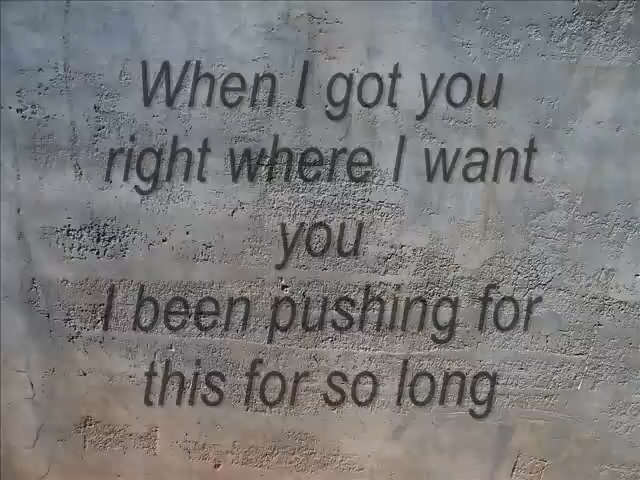 When I got you
right where I want
you
I been pushing for
this for so long